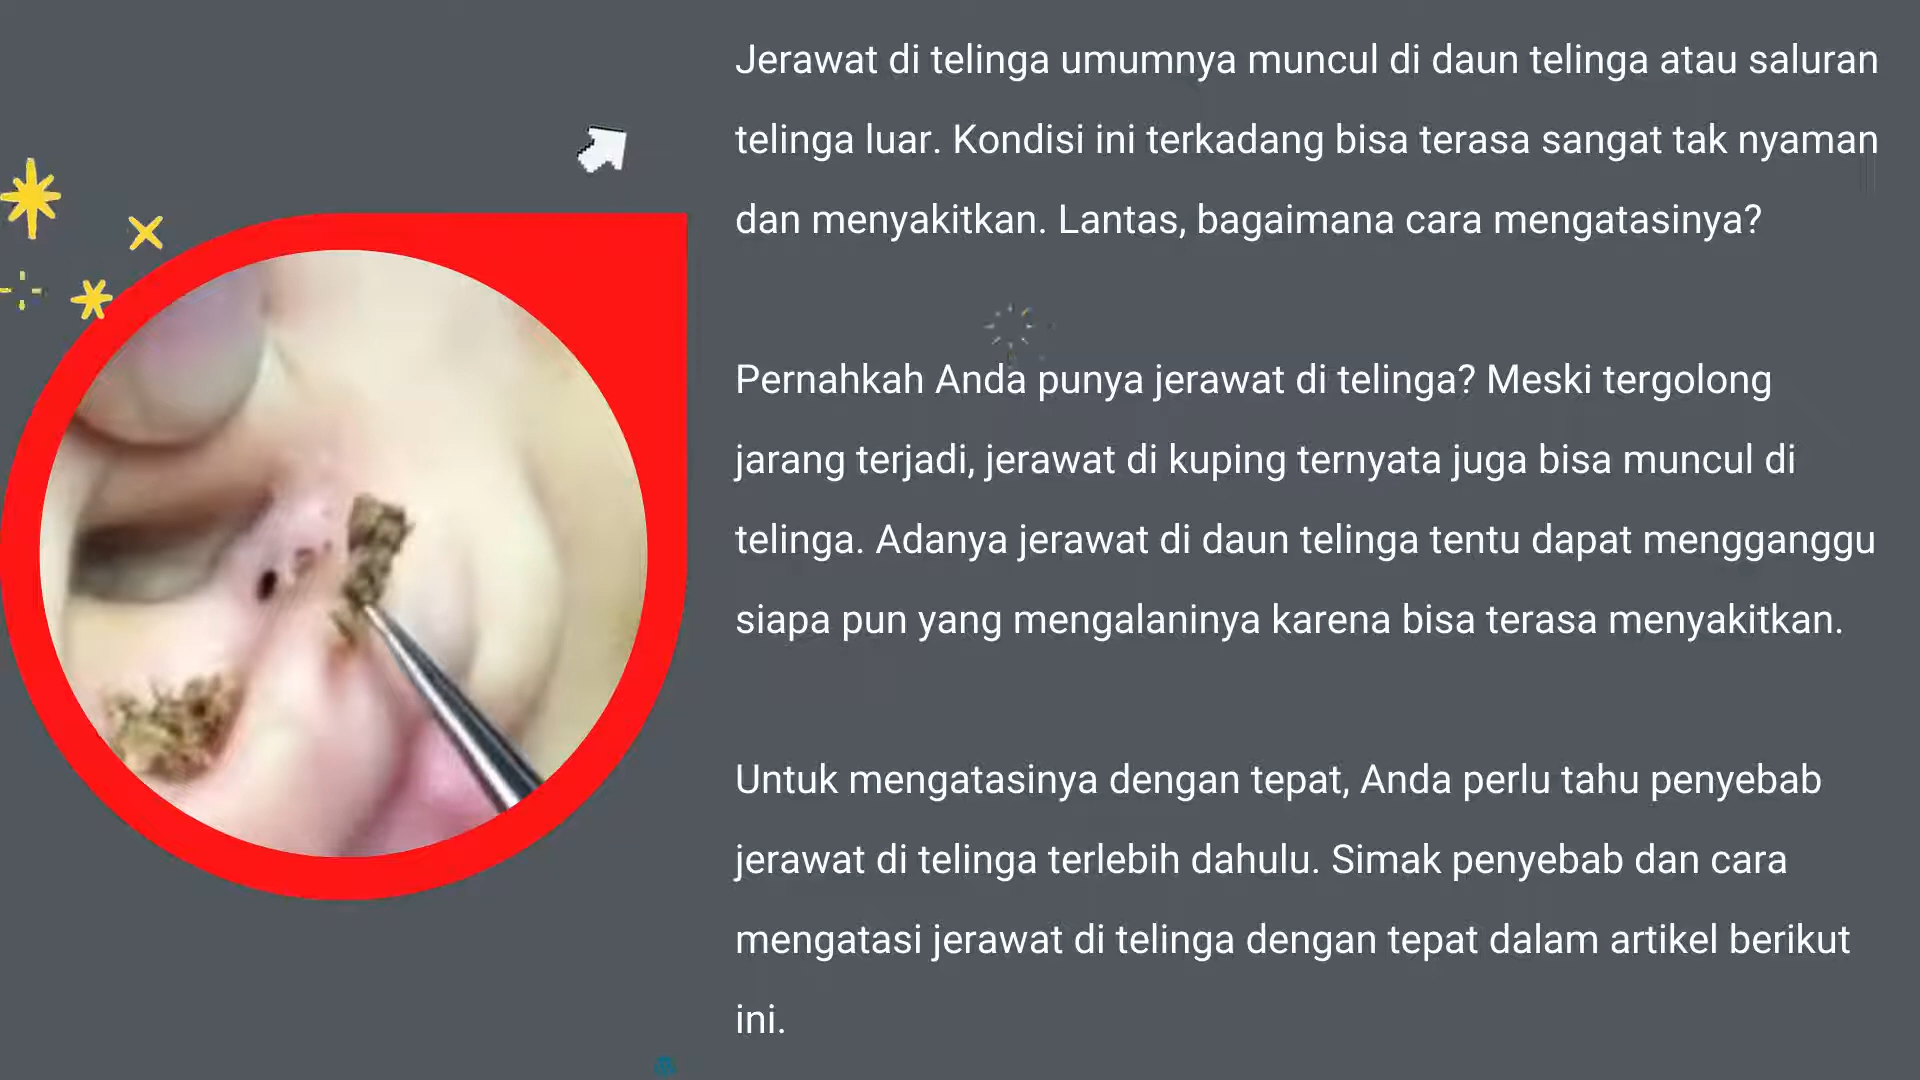 Jerawat di telinga umumnya muncul di daun telinga atau saluran
telinga luar. Kondisi ini terkadang bisa terasa sangat tak nyaman
dan menyakitkan. Lantas, bagaimana cara mengatasinya?
Pernahkah Anda punya jerawat di telinga? Meski tergolong
jarang terjadi, jerawat di kuping ternyata juga bisa muncul di
telinga. Adanya jerawat di daun telinga tentu dapat mengganggu
siapa pun yang mengalaninya karena bisa terasa menyakitkan.
Untuk mengatasinya dengan tepat, Anda perlu tahu penyebab
jerawat di telinga terlebih dahulu. Simak penyebab dan cara
mengatasi jerawat di telinga dengan tepat dalam artikel berikut
ini.